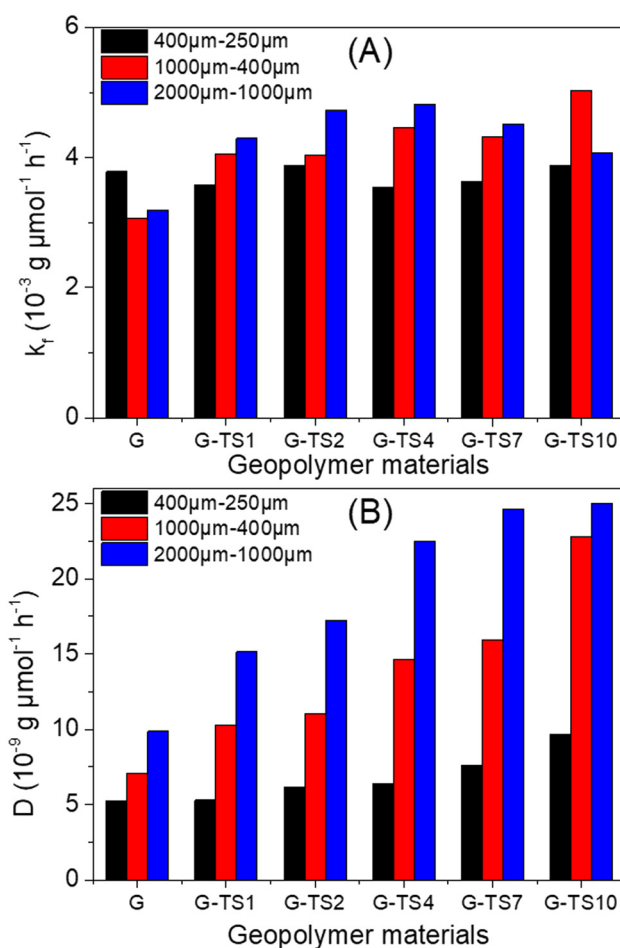 6
4
2
0
k_f (10^-3 g μmol^-1 h^-1)
400μm-250μm
1000μm-400μm
2000μm-1000μm
(A)
G G-TS1 G-TS2 G-TS4 G-TS7 G-TS10
Geopolymer materials
25
20
15
10
5
0
D (10^-9 g μmol^-1 h^-1)
400μm-250μm
1000μm-400μm
2000μm-1000μm
(B)
G G-TS1 G-TS2 G-TS4 G-TS7 G-TS10
Geopolymer materials